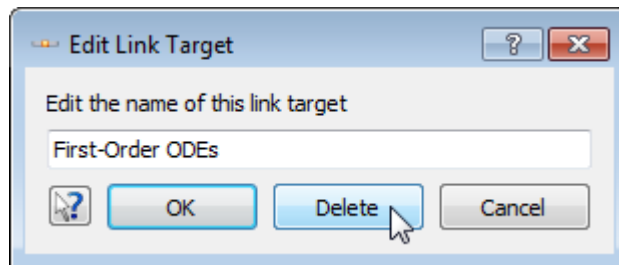 Edit Link Target
Edit the name of this link target
First-Order ODEs
OK Delete Cancel